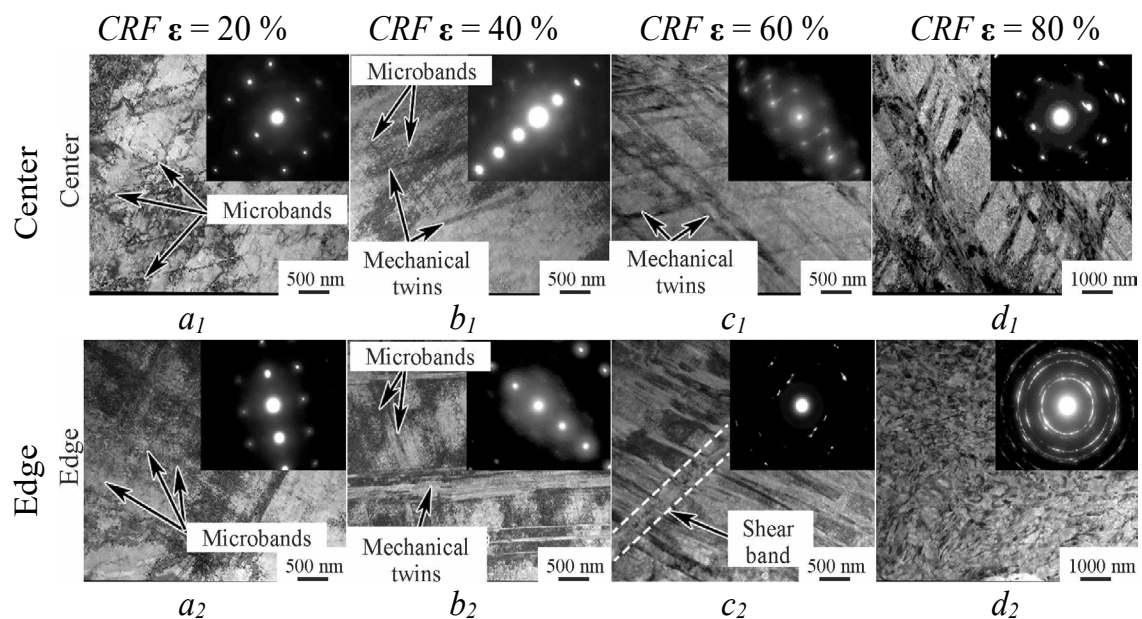 CRF ε = 20 %
CRF ε = 40 %
CRF ε = 60 %
CRF ε = 80 %
Center
Center
Microbands
500 nm
Microbands
Mechanical
twins
500 nm
Mechanical
twins
500 nm
1000 nm
a1
b1
c1
d1
Edge
Edge
Microbands
500 nm
Microbands
Mechanical
twins
500 nm
Shear
band
500 nm
1000 nm
a2
b2
c2
d2